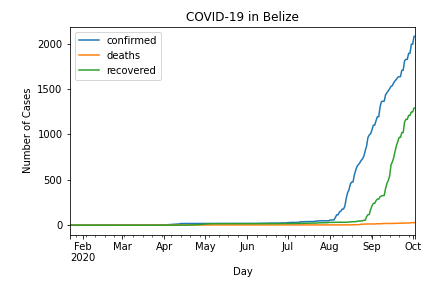 COVID-19 in Belize
confirmed
deaths
recovered
Number of Cases
2000
1500
1000
500
0
Feb Mar Apr May Jun Jul Aug Sep Oct
2020
Day